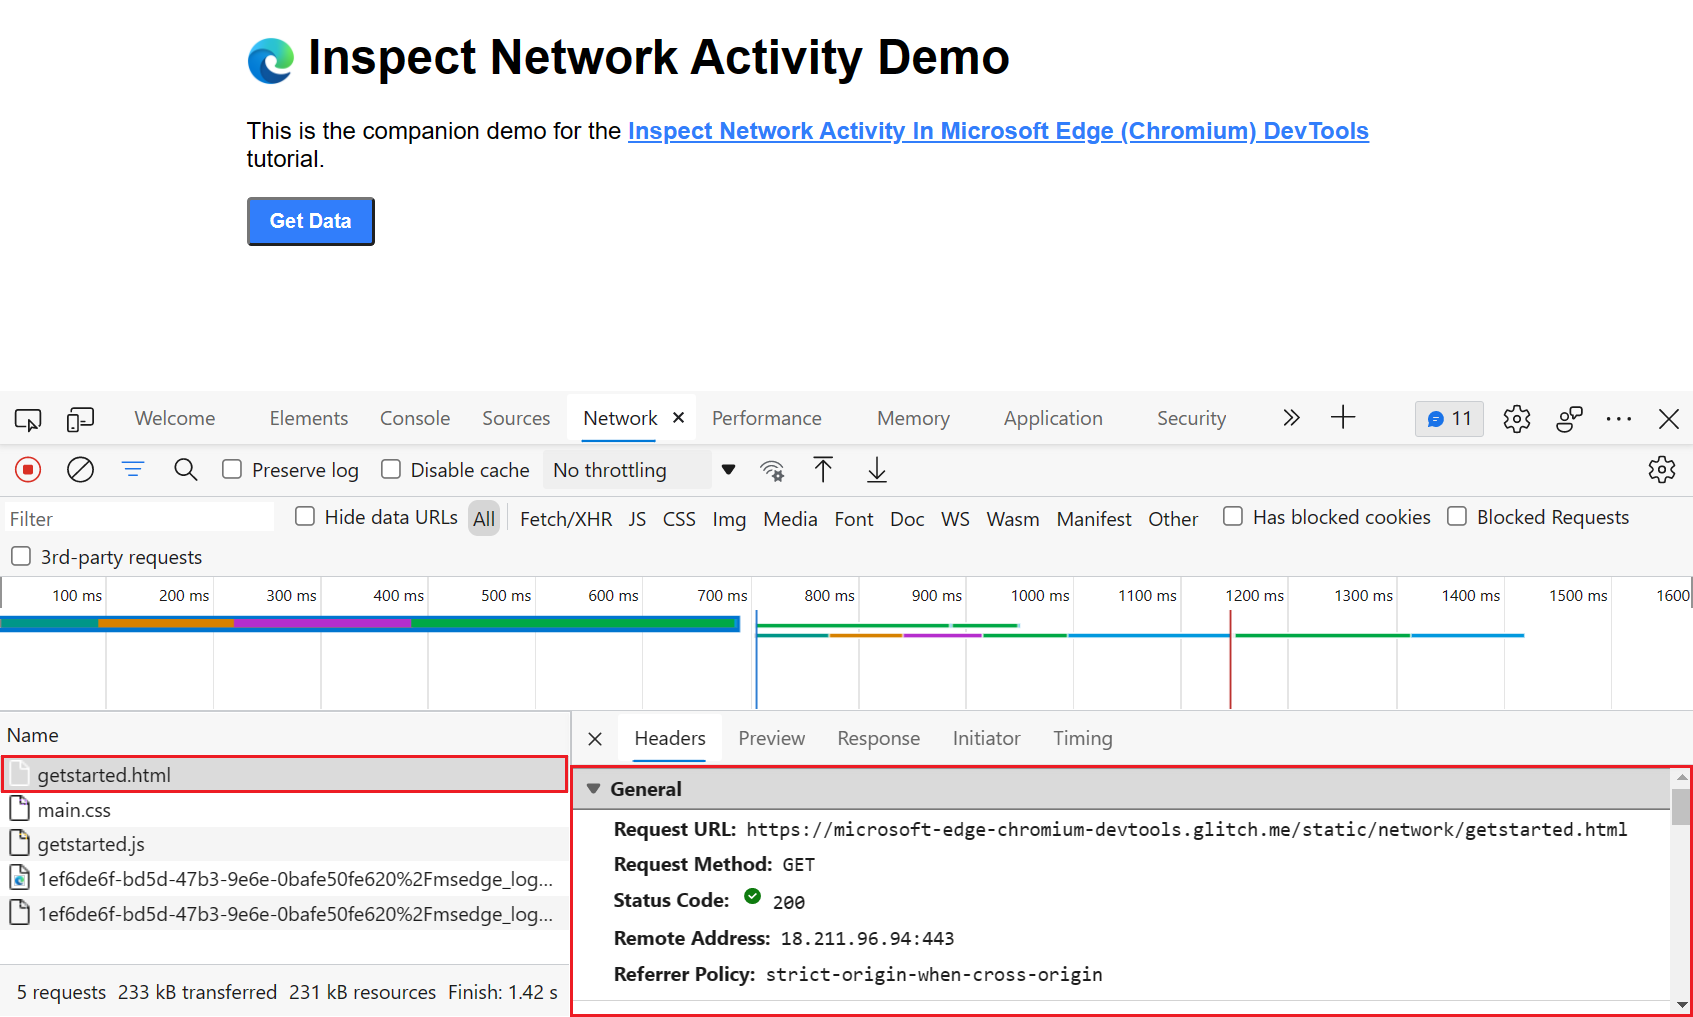 Inspect Network Activity Demo
This is the companion demo for the Inspect Network Activity In Microsoft Edge (Chromium) DevTools
tutorial.
Get Data
Welcome Elements Console Sources Network Performance Memory Application Security 11
Preserve log Disable cache No throttling
Filter Hide data URLs All Fetch/XHR JS CSS Img Media Font Doc WS Wasm Manifest Other Has blocked cookies Blocked Requests
3rd-party requests
100 ms 200 ms 300 ms 400 ms 500 ms 600 ms 700 ms 800 ms 900 ms 1000 ms 1100 ms 1200 ms 1300 ms 1400 ms 1500 ms 1600
Name
getstarted.html
main.css
getstarted.js
1ef6de6f-bd5d-47b3-9e6e-0bafe50fe620%2Fmsedge_log...
1ef6de6f-bd5d-47b3-9e6e-0bafe50fe620%2Fmsedge_log...
5 requests 233 kB transferred 231 kB resources Finish: 1.42 s
Headers Preview Response Initiator Timing
General
Request URL: https://microsoft-edge-chromium-devtools.glitch.me/static/network/getstarted.html
Request Method: GET
Status Code: 200
Remote Address: 18.211.96.94:443
Referrer Policy: strict-origin-when-cross-origin